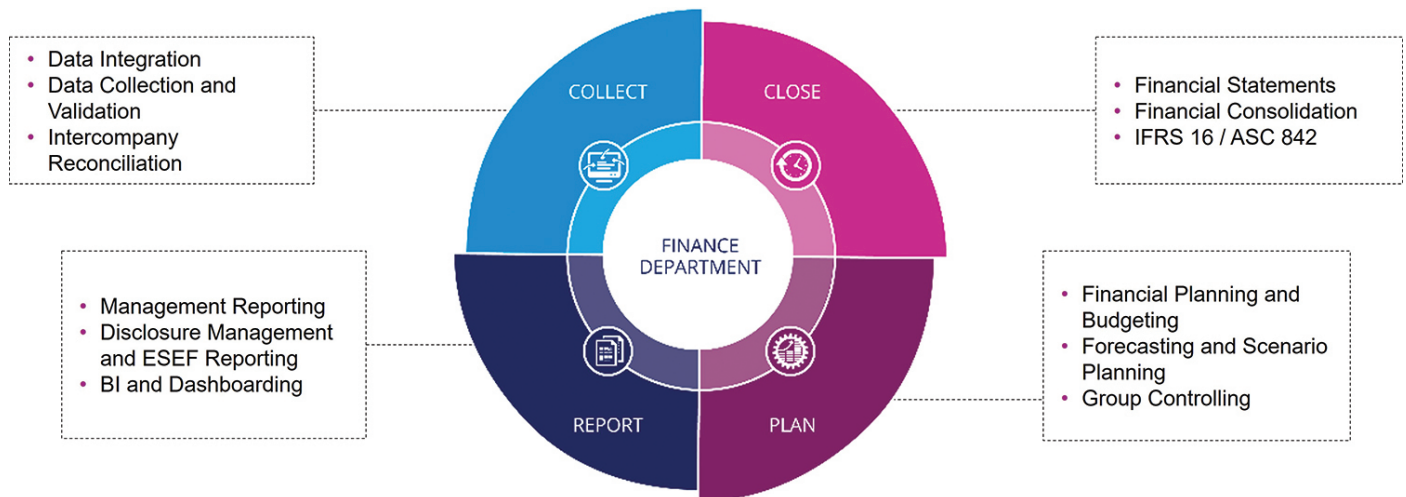 • Data Integration
• Data Collection and
Validation
• Intercompany
Reconciliation
COLLECT
CLOSE
• Financial Statements
• Financial Consolidation
• IFRS 16 / ASC 842
FINANCE
DEPARTMENT
• Management Reporting
• Disclosure Management
and ESEF Reporting
• BI and Dashboarding
REPORT
PLAN
• Financial Planning and
Budgeting
• Forecasting and Scenario
Planning
• Group Controlling